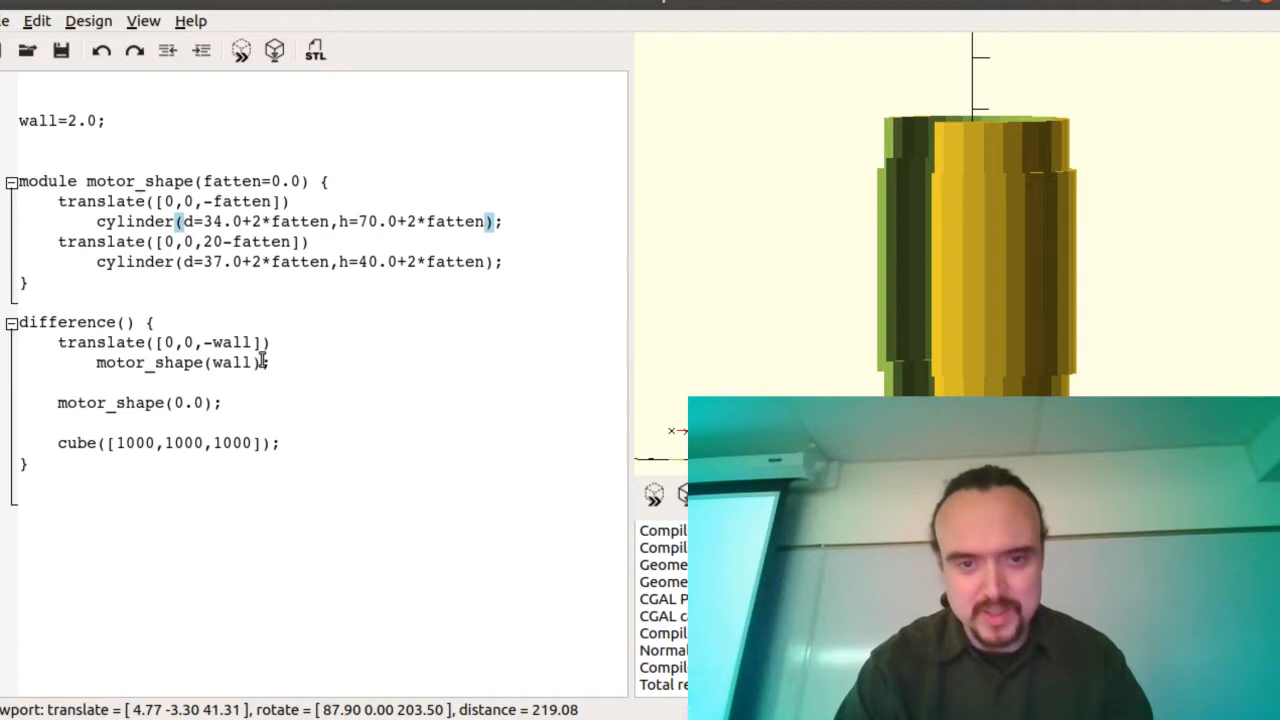 Edit Design View Help
STL
wall=2.0;
module motor_shape(fatten=0.0) {
translate([0,0,-fatten])
cylinder(d=34.0+2*fatten,h=70.0+2*fatten);
translate([0,0,20-fatten])
cylinder(d=37.0+2*fatten,h=40.0+2*fatten);
}
difference() {
translate([0,0,-wall])
motor_shape(wall);
motor_shape(0.0);
cube([1000,1000,1000]);
}
x
Compil
Compil
Geome
Geome
CGAL P
CGAL c
Compil
Normal
Compil
Total re
wport: translate = [ 4.77 -3.30 41.31 ], rotate = [ 87.90 0.00 203.50 ], distance = 219.08